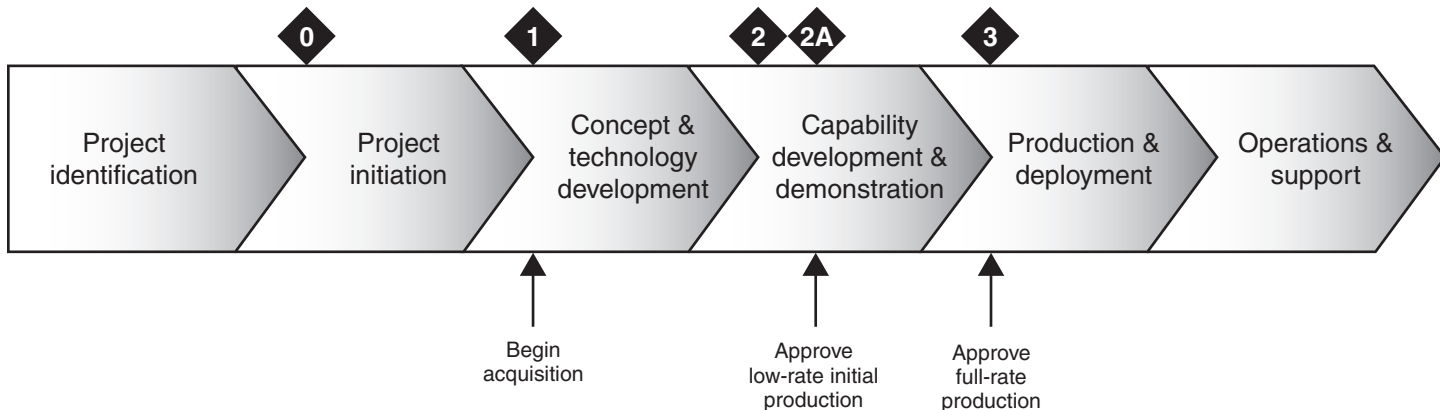 0
1
2
2A
3
Project
identification
Project
initiation
Concept &
technology
development
Capability
development &
demonstration
Production &
deployment
Operations &
support
Begin
acquisition
Approve
low-rate initial
production
Approve
full-rate
production